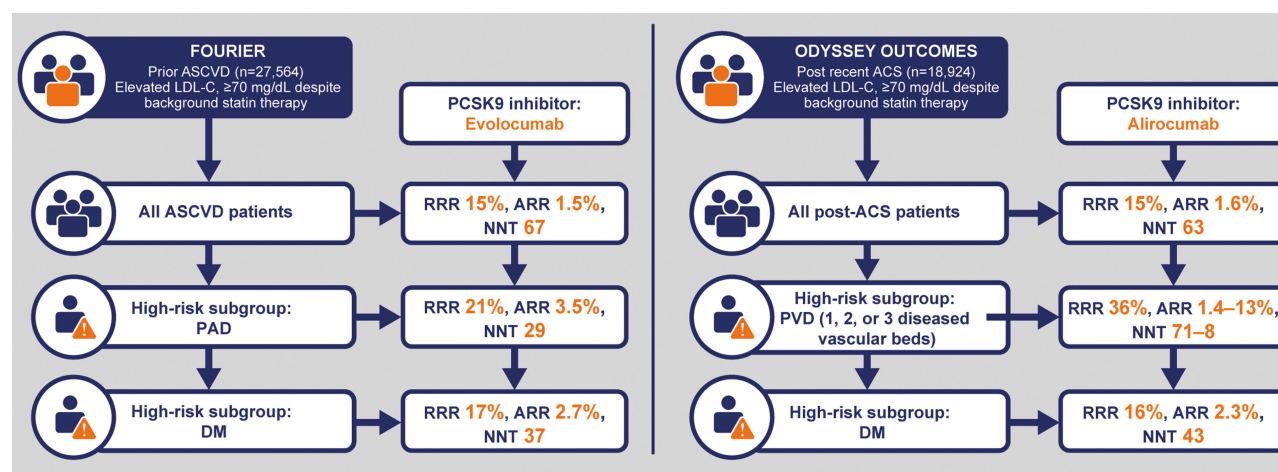 FOURIER
Prior ASCVD (n=27,564)
Elevated LDL-C, ≥70 mg/dL despite
background statin therapy
PCSK9 inhibitor:
Evolocumab
All ASCVD patients
RRR 15%, ARR 1.5%,
NNT 67
High-risk subgroup:
PAD
RRR 21%, ARR 3.5%,
NNT 29
High-risk subgroup:
DM
RRR 17%, ARR 2.7%,
NNT 37
ODYSSEY OUTCOMES
Post recent ACS (n=18,924)
Elevated LDL-C, ≥70 mg/dL despite
background statin therapy
PCSK9 inhibitor:
Alirocumab
All post-ACS patients
RRR 15%, ARR 1.6%,
NNT 63
High-risk subgroup:
PVD (1, 2, or 3 diseased
vascular beds)
RRR 36%, ARR 1.4–13%,
NNT 71–8
High-risk subgroup:
DM
RRR 16%, ARR 2.3%,
NNT 43